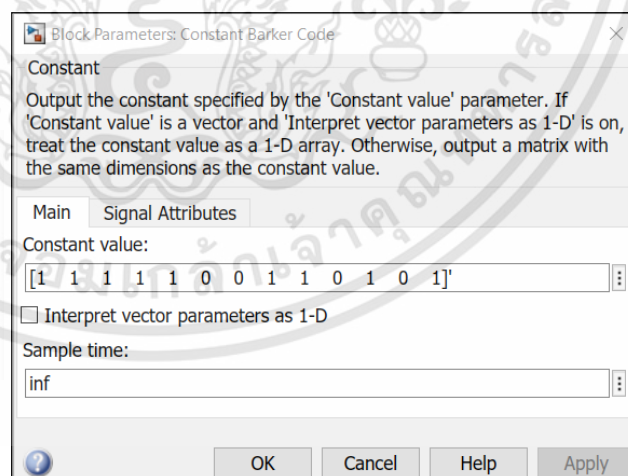 Block Parameters: Constant Barker Code
Constant
Output the constant specified by the 'Constant value' parameter. If
'Constant value' is a vector and 'Interpret vector parameters as 1-D' is on,
treat the constant value as a 1-D array. Otherwise, output a matrix with
the same dimensions as the constant value.
Main Signal Attributes
Constant value:
[1 1 1 1 1 0 0 1 1 0 1 0 1]'
Interpret vector parameters as 1-D
Sample time:
inf
OK Cancel Help Apply